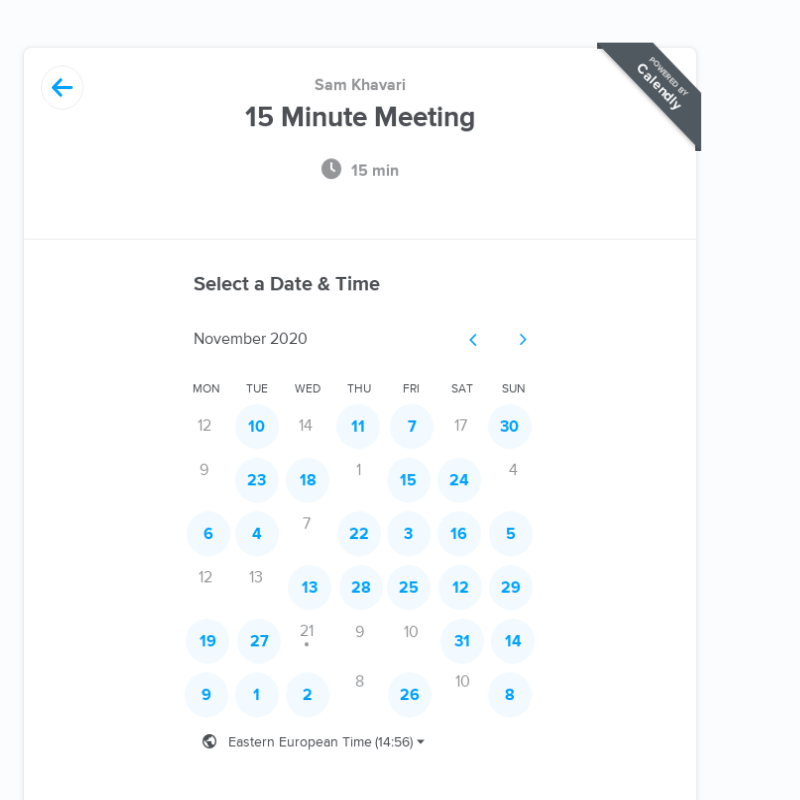 POWERED BY
Calendly
Sam Khavari
15 Minute Meeting
15 min
Select a Date & Time
November 2020
MON TUE WED THU FRI SAT SUN
12 10 14 11 7 17 30
9 23 18 1 15 24 4
6 4 7 22 3 16 5
12 13 13 28 25 12 29
19 27 21 9 10 31 14
9 1 2 8 26 10 8
Eastern European Time (14:56)